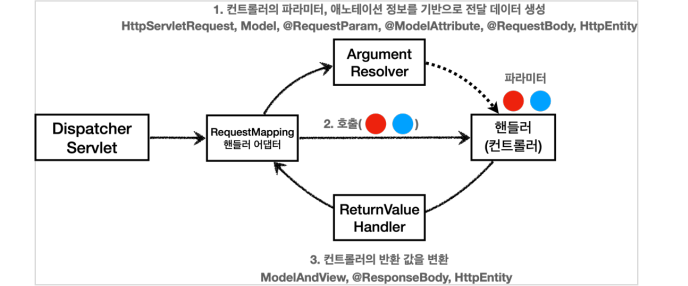 1. 컨트롤러의 파라미터, 애노테이션 정보를 기반으로 전달 데이터 생성
HttpServletRequest, Model, @RequestParam, @ModelAttribute, @RequestBody, HttpEntity
Argument
Resolver
파라미터
Dispatcher
Servlet
RequestMapping
핸들러 어댑터
2. 호출( )
핸들러
(컨트롤러)
ReturnValue
Handler
3. 컨트롤러의 반환 값을 변환
ModelAndView, @ResponseBody, HttpEntity